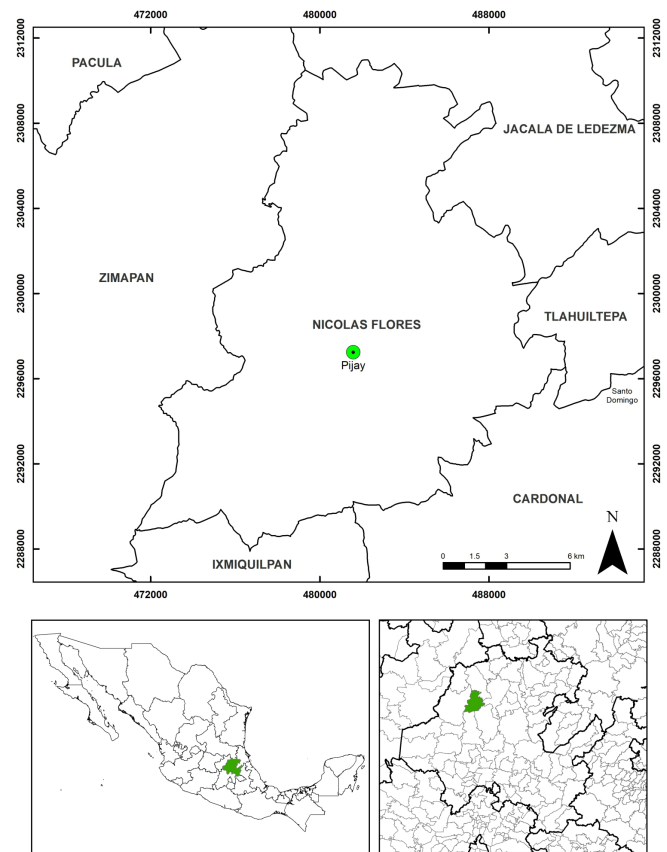 472000 480000 488000
2312000
2312000
PACULA
2308000
JACALA DE LEDEZMA
2308000
2304000
2304000
ZIMAPAN
2300000
2300000
NICOLAS FLORES
TLAHUILTEPA
Pijay
2296000
2296000
Santo
Domingo
2292000
2292000
CARDONAL
N
2288000
2288000
IXMIQUILPAN
0 1.5 3 6 km
472000 480000 488000